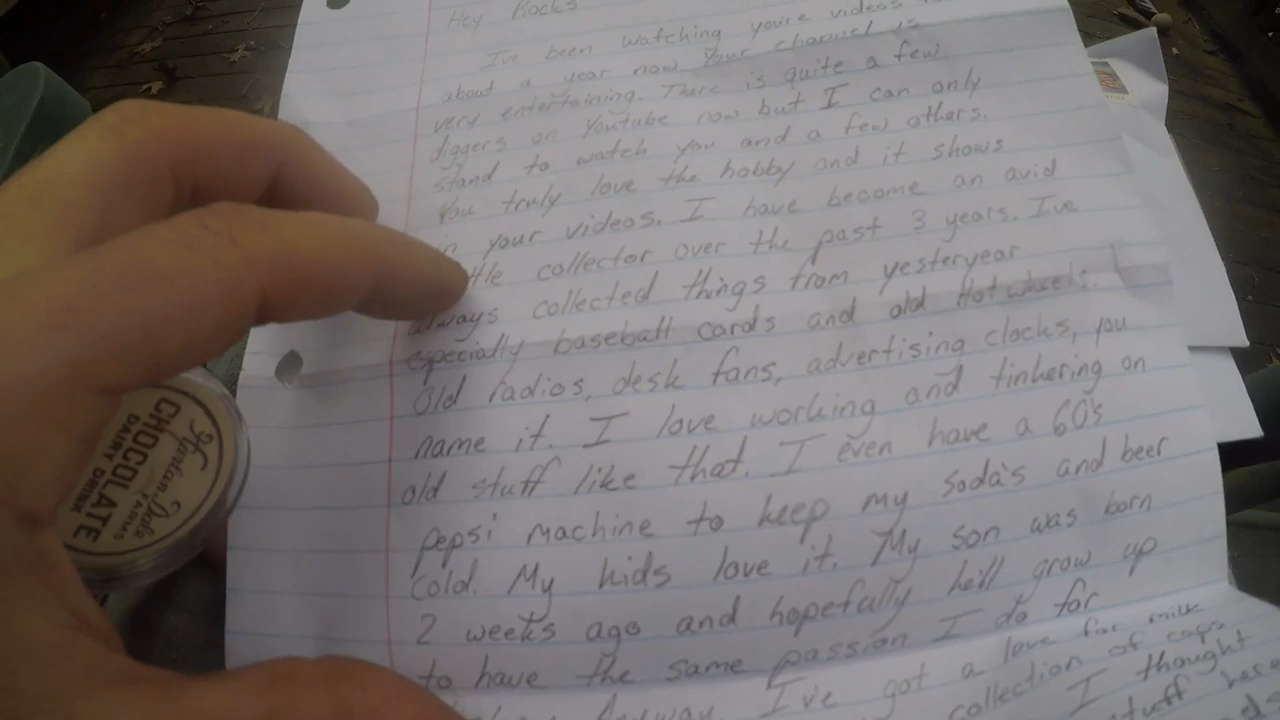 Hey Rocks
I've been watching you're videos
about a year now. Your channel is
very entertaining. There is quite a few
diggers on Youtube now but I can only
stand to watch you and a few others.
You truly love the hobby and it shows
in your videos. I have become an avid
ttle collector over the past 3 years. I've
always collected things from yesteryear
especially baseball cards and old Hotwheels.
Old radios, desk fans, advertising clocks, you
name it. I love working and tinkering on
old stuff like that. I even have a 60's
pepsi machine to keep my soda's and beer
cold. My kids love it. My son was born
2 weeks ago and hopefully he'll grow up
to have the same passion I do for
Anyway I've got a love for milk
collection of caps
I thought
stuff
Harlan Dale
FARMS
CHOCOLATE
DAIRY DRINK